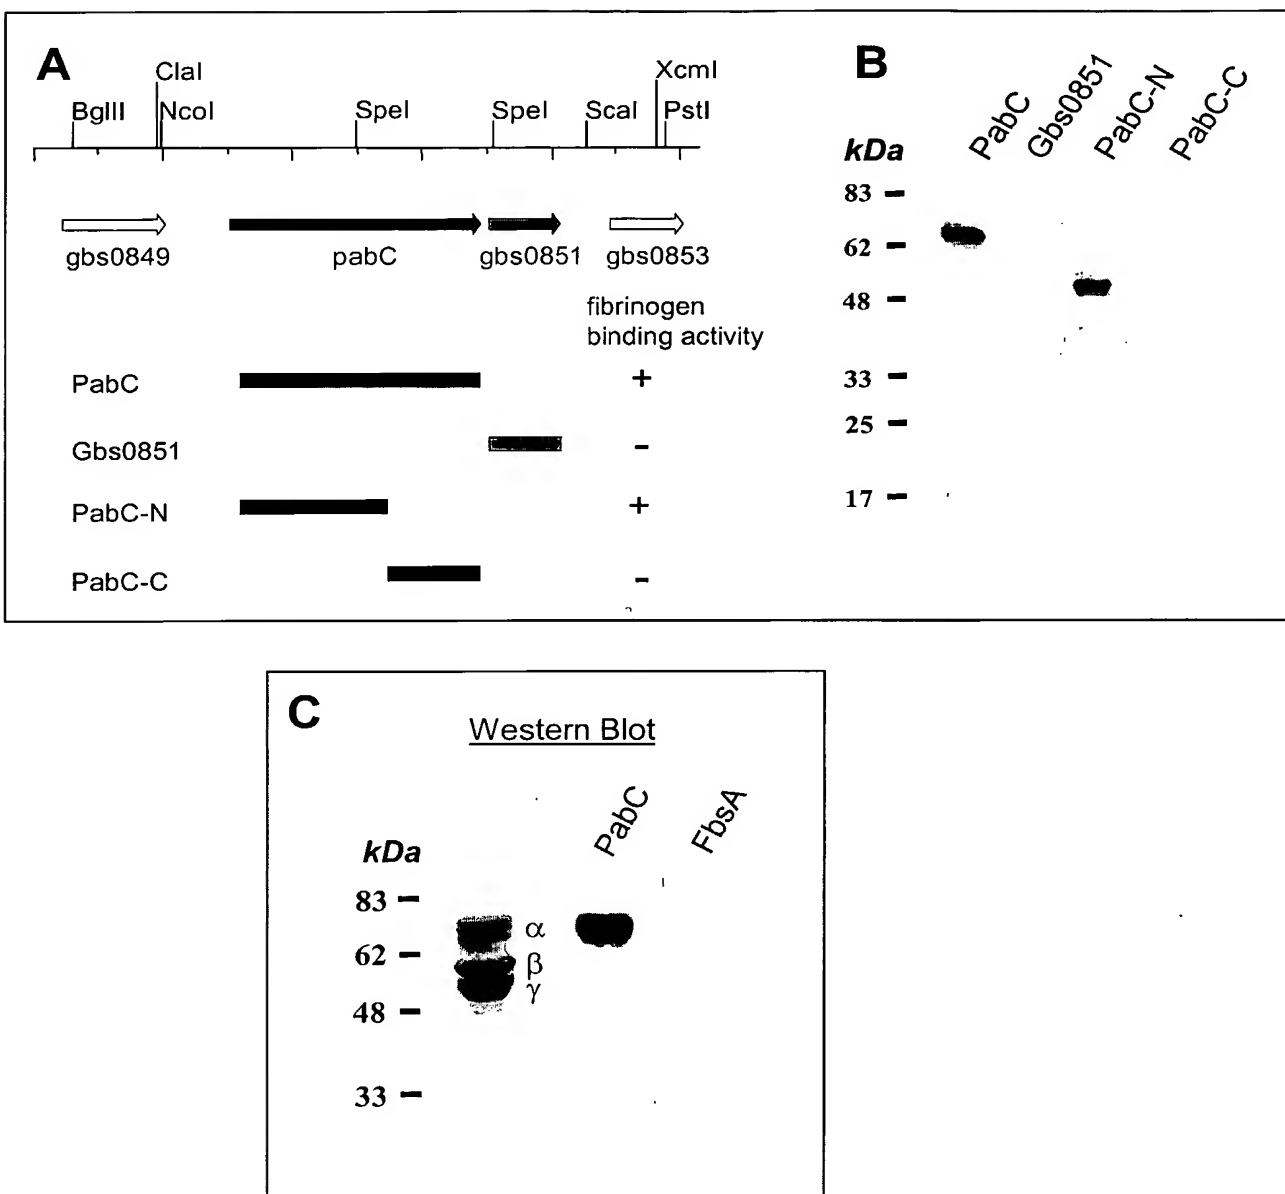 A
ClaI
XcmI
BglII
NcoI
SpeI
SpeI
ScaI
PstI
gbs0849
pabC
gbs0851
gbs0853
fibrinogen
binding activity
PabC
+
Gbs0851
-
PabC-N
+
PabC-C
-
B
PabC
Gbs0851
PabC-N
PabC-C
kDa
83
62
48
33
25
17
C
Western Blot
PabC
FbsA
kDa
83
α
62
β
γ
48
33